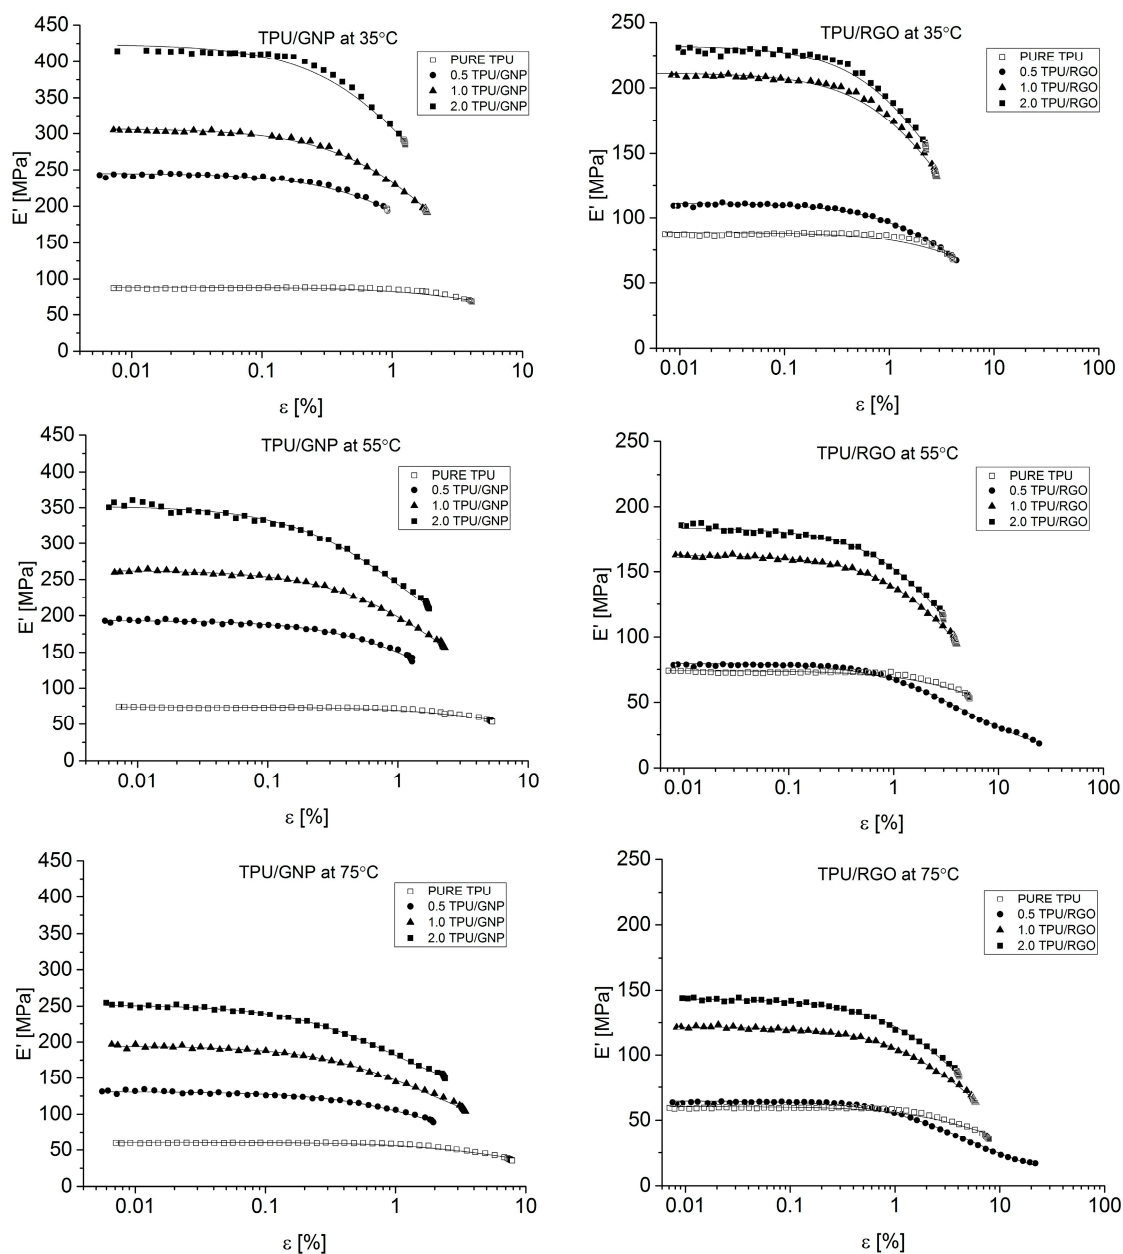 TPU/GNP at 35°C
PURE TPU
0.5 TPU/GNP
1.0 TPU/GNP
2.0 TPU/GNP
E' [MPa]
450
400
350
300
250
200
150
100
50
0
0.01 0.1 1 10
ε [%]
TPU/RGO at 35°C
PURE TPU
0.5 TPU/RGO
1.0 TPU/RGO
2.0 TPU/RGO
E' [MPa]
250
200
150
100
50
0
0.01 0.1 1 10 100
ε [%]
TPU/GNP at 55°C
PURE TPU
0.5 TPU/GNP
1.0 TPU/GNP
2.0 TPU/GNP
E' [MPa]
450
400
350
300
250
200
150
100
50
0
0.01 0.1 1 10
ε [%]
TPU/RGO at 55°C
PURE TPU
0.5 TPU/RGO
1.0 TPU/RGO
2.0 TPU/RGO
E' [MPa]
250
200
150
100
50
0
0.01 0.1 1 10 100
ε [%]
TPU/GNP at 75°C
PURE TPU
0.5 TPU/GNP
1.0 TPU/GNP
2.0 TPU/GNP
E' [MPa]
450
400
350
300
250
200
150
100
50
0
0.01 0.1 1 10
ε [%]
TPU/RGO at 75°C
PURE TPU
0.5 TPU/RGO
1.0 TPU/RGO
2.0 TPU/RGO
E' [MPa]
250
200
150
100
50
0
0.01 0.1 1 10 100
ε [%]